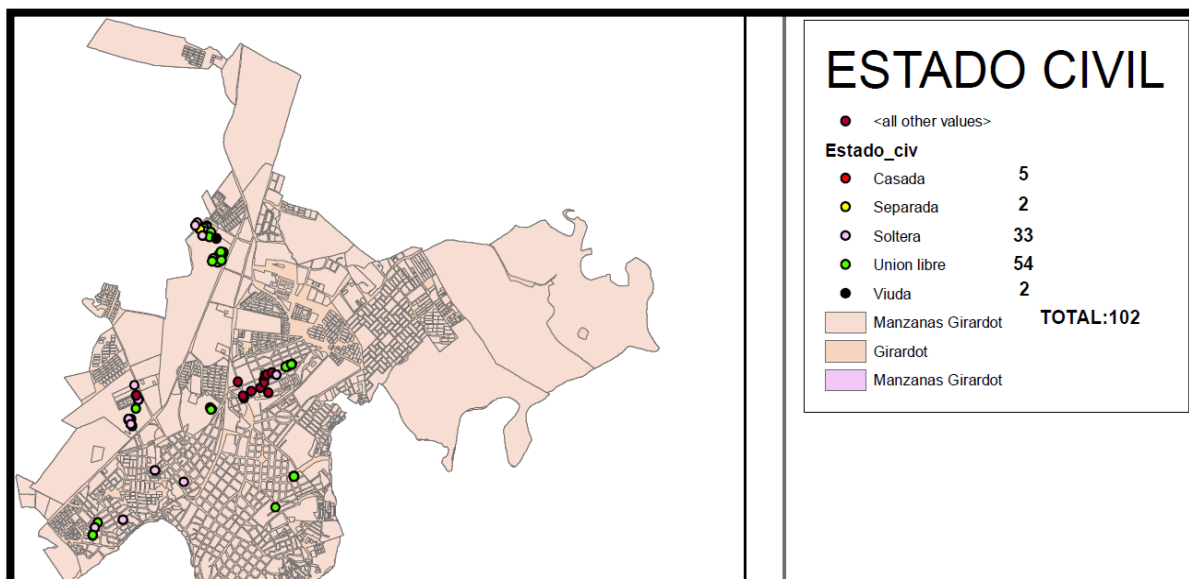 ESTADO CIVIL
<all other values>
Estado_civ
Casada 5
Separada 2
Soltera 33
Union libre 54
Viuda 2
Manzanas Girardot TOTAL:102
Girardot
Manzanas Girardot